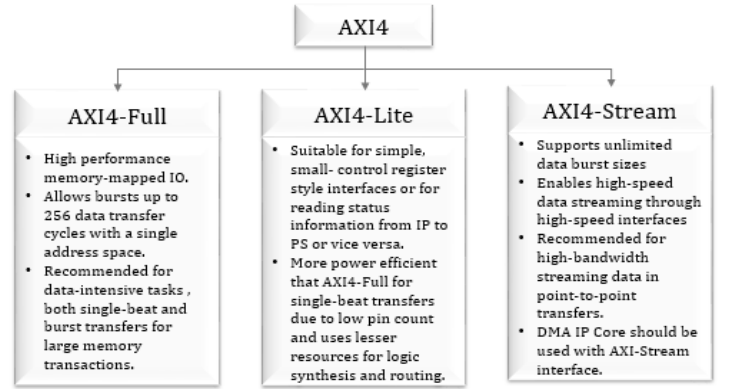 AXI4
AXI4-Full
• High performance
memory-mapped IO.
• Allows bursts up to
256 data transfer
cycles with a single
address space.
• Recommended for
data-intensive tasks ,
both single-beat and
burst transfers for
large memory
transactions.
AXI4-Lite
• Suitable for simple,
small- control register
style interfaces or for
reading status
information from IP to
PS or vice versa.
• More power efficient
that AXI4-Full for
single-beat transfers
due to low pin count
and uses lesser
resources for logic
synthesis and routing.
AXI4-Stream
• Supports unlimited
data burst sizes
• Enables high-speed
data streaming through
high-speed interfaces
• Recommended for
high-bandwidth
streaming data in
point-to-point
transfers.
• DMA IP Core should be
used with AXI-Stream
interface.